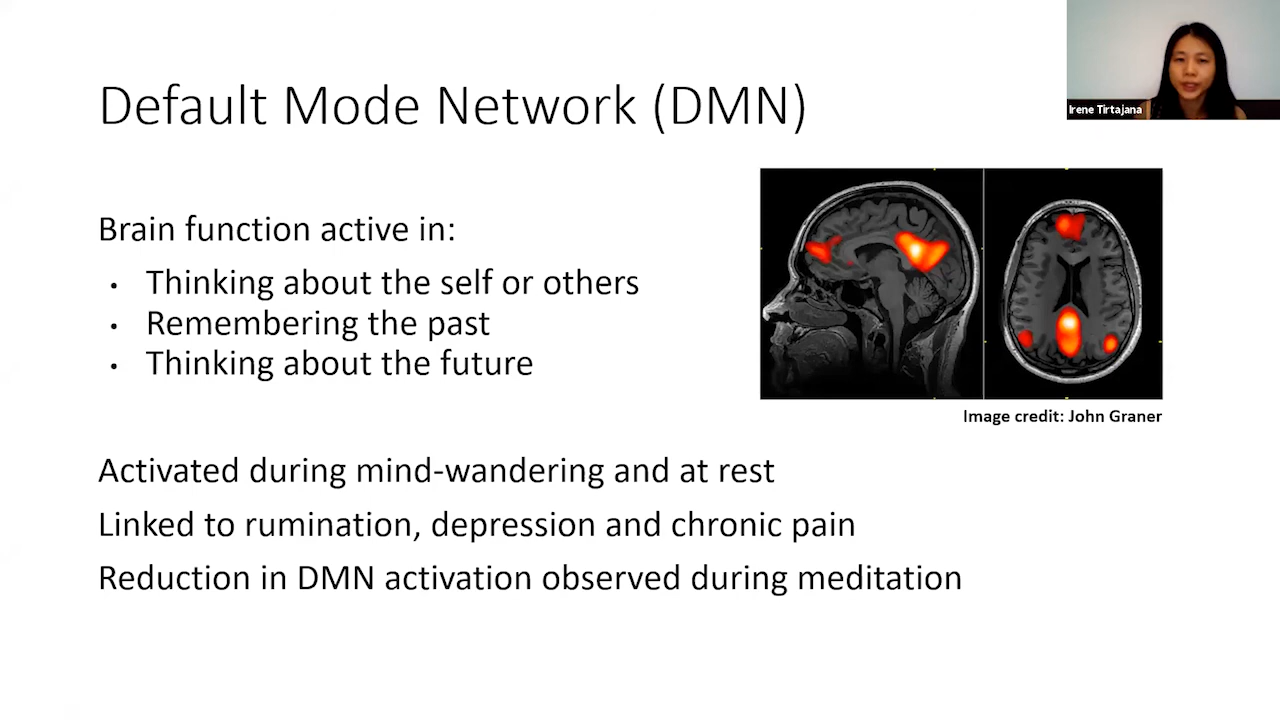 Default Mode Network (DMN)
Irene Tirtajana
Brain function active in:
• Thinking about the self or others
• Remembering the past
• Thinking about the future
Image credit: John Graner
Activated during mind-wandering and at rest
Linked to rumination, depression and chronic pain
Reduction in DMN activation observed during meditation